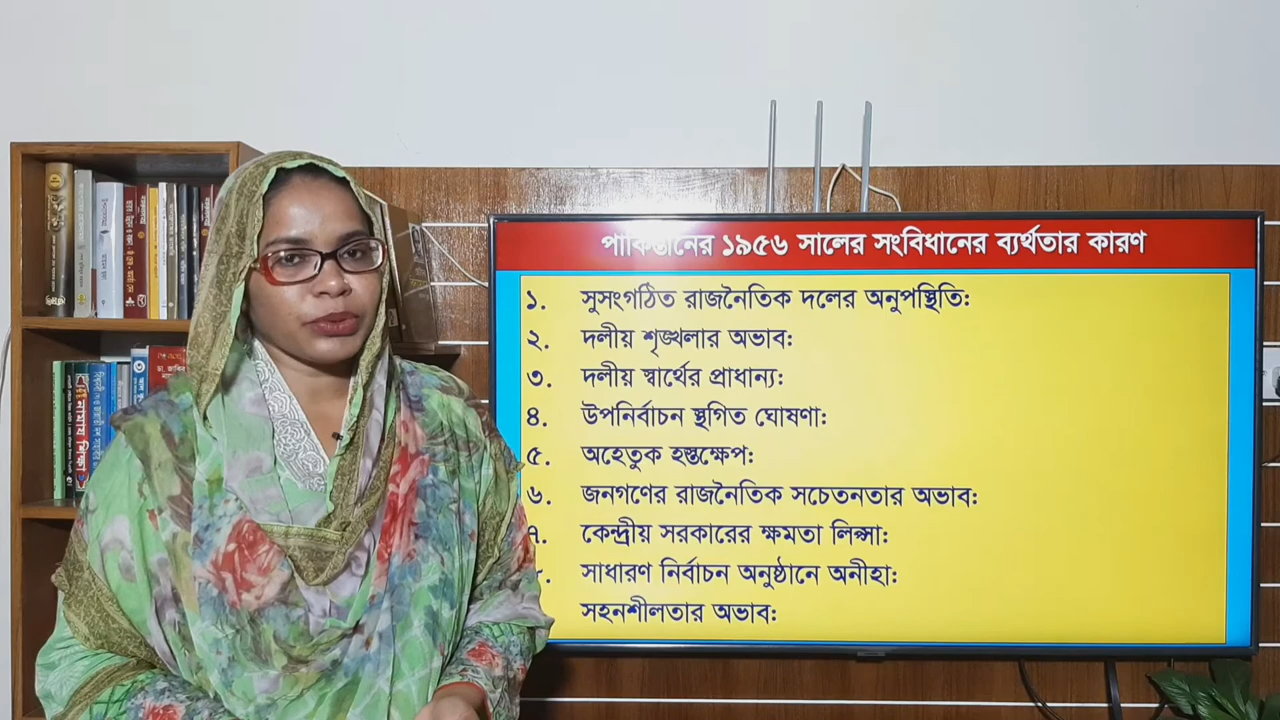 পাকিস্তানের ১৯৫৬ সালের সংবিধানের ব্যর্থতার কারণ
১. সুসংগঠিত রাজনৈতিক দলের অনুপস্থিতি:
২. দলীয় শৃঙ্খলার অভাব:
৩. দলীয় স্বার্থের প্রাধান্য:
৪. উপনির্বাচন স্থগিত ঘোষণা:
৫. অহেতুক হস্তক্ষেপ:
৬. জনগণের রাজনৈতিক সচেতনতার অভাব:
৭. কেন্দ্রীয় সরকারের ক্ষমতা লিপ্সা:
৮. সাধারণ নির্বাচন অনুষ্ঠানে অনীহা:
সহনশীলতার অভাব: